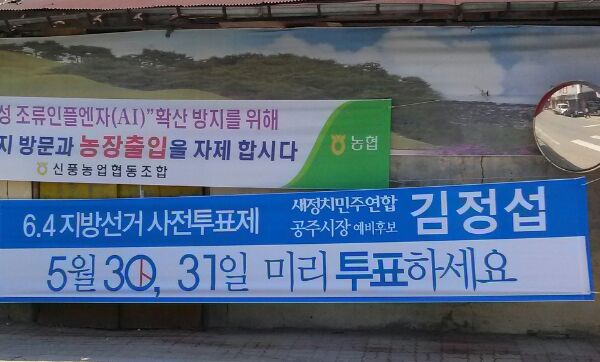 성 조류인플엔자(AI)"확산 방지를 위해
지 방문과 농장출입을 자제 합시다
신풍농업협동조합
농협
6.4 지방선거 사전투표제
새정치민주연합
공주시장 예비후보
김정섭
5월 30, 31일 미리 투표하세요